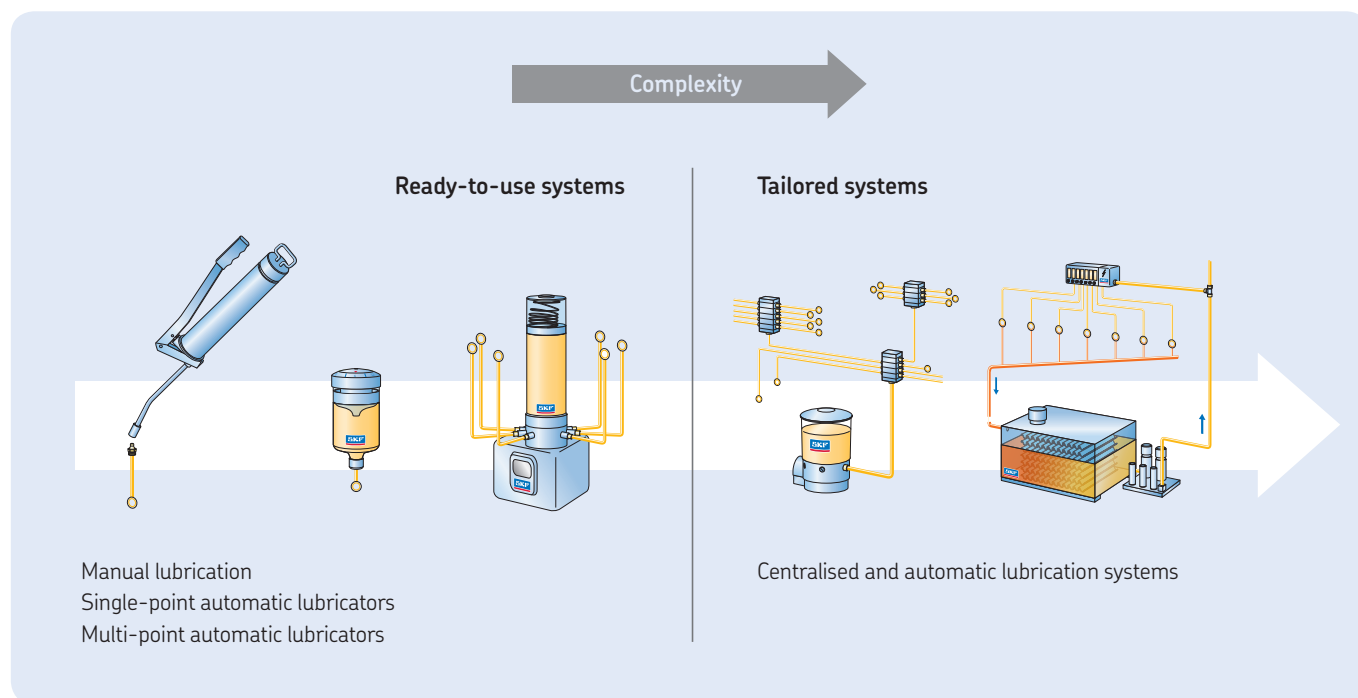 Complexity
Ready-to-use systems
Tailored systems
SKF
SKF
SKF
SKF
SKF
Manual lubrication
Single-point automatic lubricators
Multi-point automatic lubricators
Centralised and automatic lubrication systems